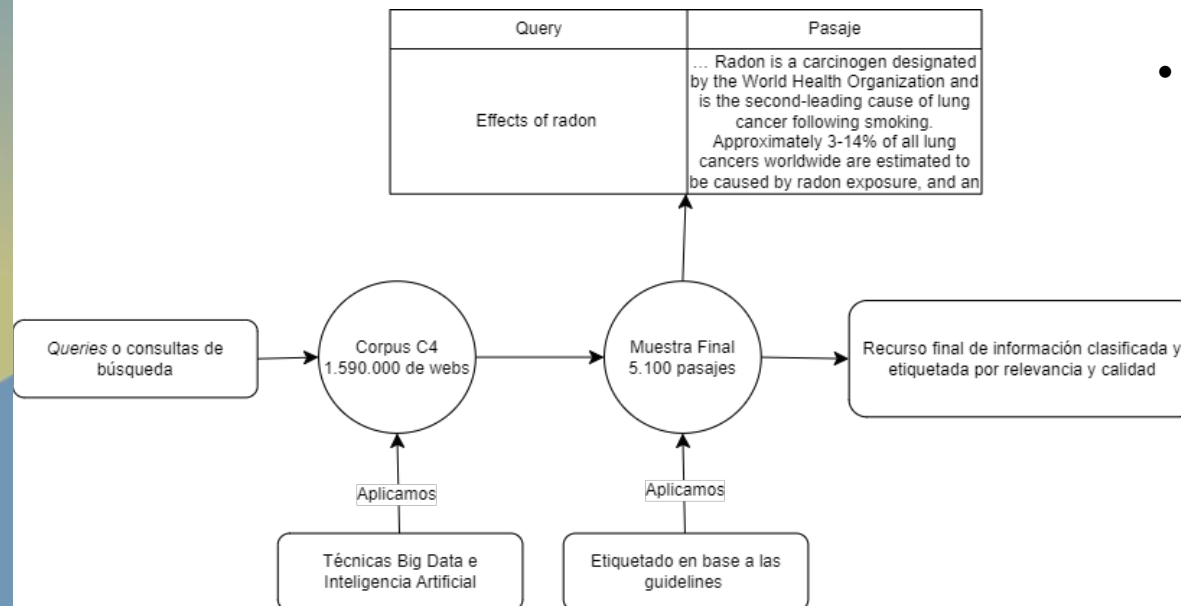 Query
Pasaje
Effects of radon
… Radon is a carcinogen designated
by the World Health Organization and
is the second-leading cause of lung
cancer following smoking.
Approximately 3-14% of all lung
cancers worldwide are estimated to
be caused by radon exposure, and an
•
Queries o consultas de
búsqueda
Corpus C4
1.590.000 de webs
Muestra Final
5.100 pasajes
Recurso final de información clasificada y
etiquetada por relevancia y calidad
Aplicamos
Aplicamos
Técnicas Big Data e
Inteligencia Artificial
Etiquetado en base a las
guidelines